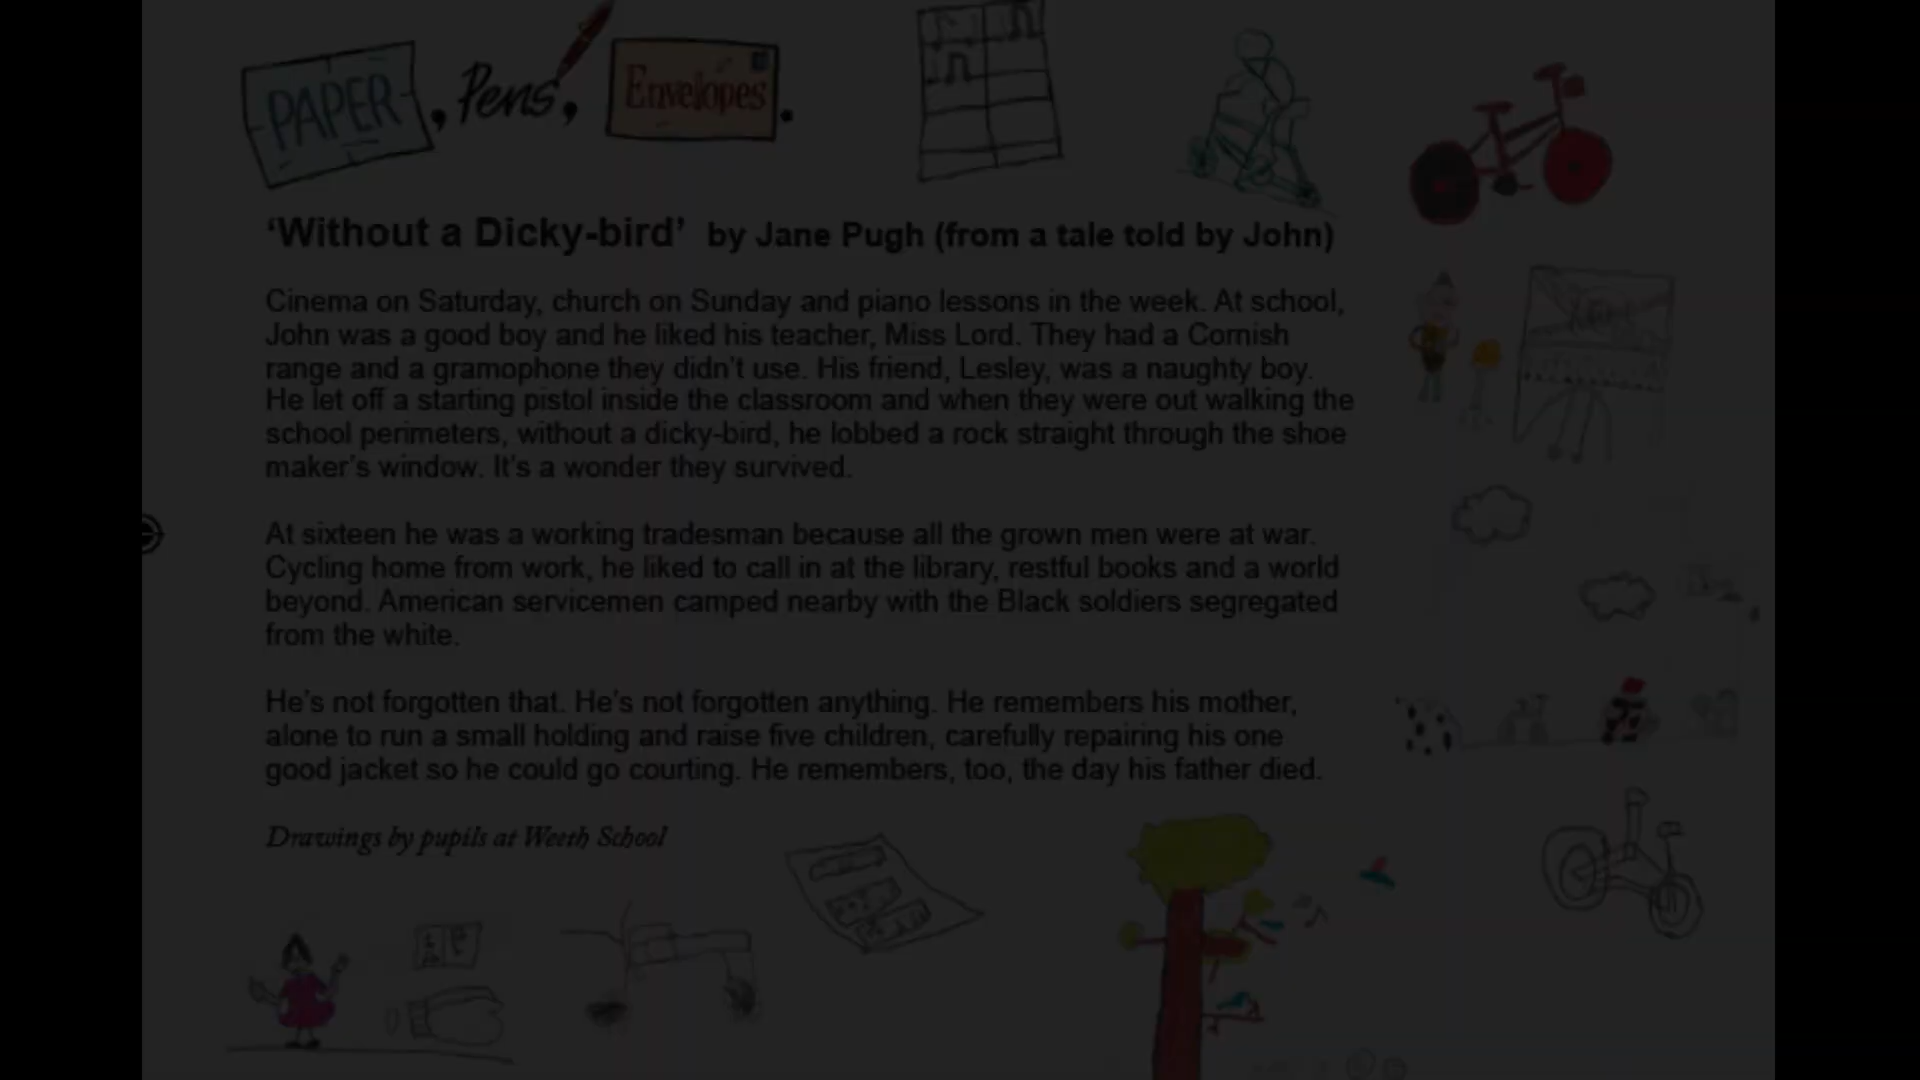 PAPER, Pens, Envelopes.
‘Without a Dicky-bird’ by Jane Pugh (from a tale told by John)
Cinema on Saturday, church on Sunday and piano lessons in the week. At school,
John was a good boy and he liked his teacher, Miss Lord. They had a Cornish
range and a gramophone they didn’t use. His friend, Lesley, was a naughty boy.
He let off a starting pistol inside the classroom and when they were out walking the
school perimeters, without a dicky-bird, he lobbed a rock straight through the shoe
maker’s window. It’s a wonder they survived.
At sixteen he was a working tradesman because all the grown men were at war.
Cycling home from work, he liked to call in at the library, restful books and a world
beyond. American servicemen camped nearby with the Black soldiers segregated
from the white.
He’s not forgotten that. He’s not forgotten anything. He remembers his mother,
alone to run a small holding and raise five children, carefully repairing his one
good jacket so he could go courting. He remembers, too, the day his father died.
Drawings by pupils at Weeth School